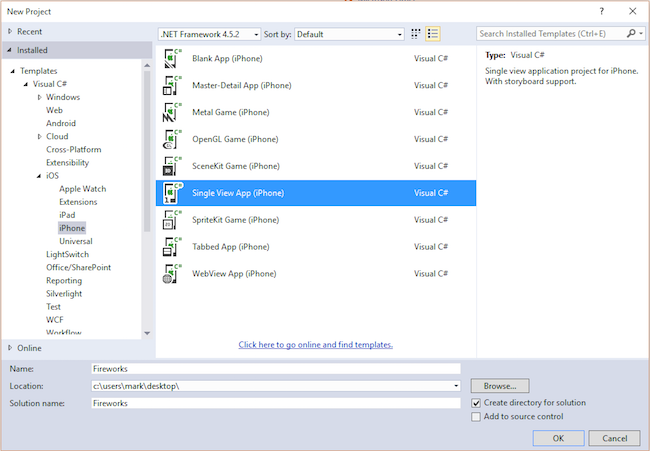 New Project
? ×
Recent
Installed
.NET Framework 4.5.2 Sort by: Default
Search Installed Templates (Ctrl+E)
Templates
Visual C#
Windows
Web
Android
Cloud
Cross-Platform
Extensibility
iOS
Apple Watch
Extensions
iPad
iPhone
Universal
LightSwitch
Office/SharePoint
Reporting
Silverlight
Test
WCF
Workflow
Online
Blank App (iPhone) Visual C#
Master-Detail App (iPhone) Visual C#
Metal Game (iPhone) Visual C#
OpenGL Game (iPhone) Visual C#
SceneKit Game (iPhone) Visual C#
Single View App (iPhone) Visual C#
SpriteKit Game (iPhone) Visual C#
Tabbed App (iPhone) Visual C#
WebView App (iPhone) Visual C#
Click here to go online and find templates.
Type: Visual C#
Single view application project for iPhone.
With storyboard support.
Name: Fireworks
Location: c:\users\mark\desktop\
Browse...
Solution name: Fireworks
Create directory for solution
Add to source control
OK Cancel